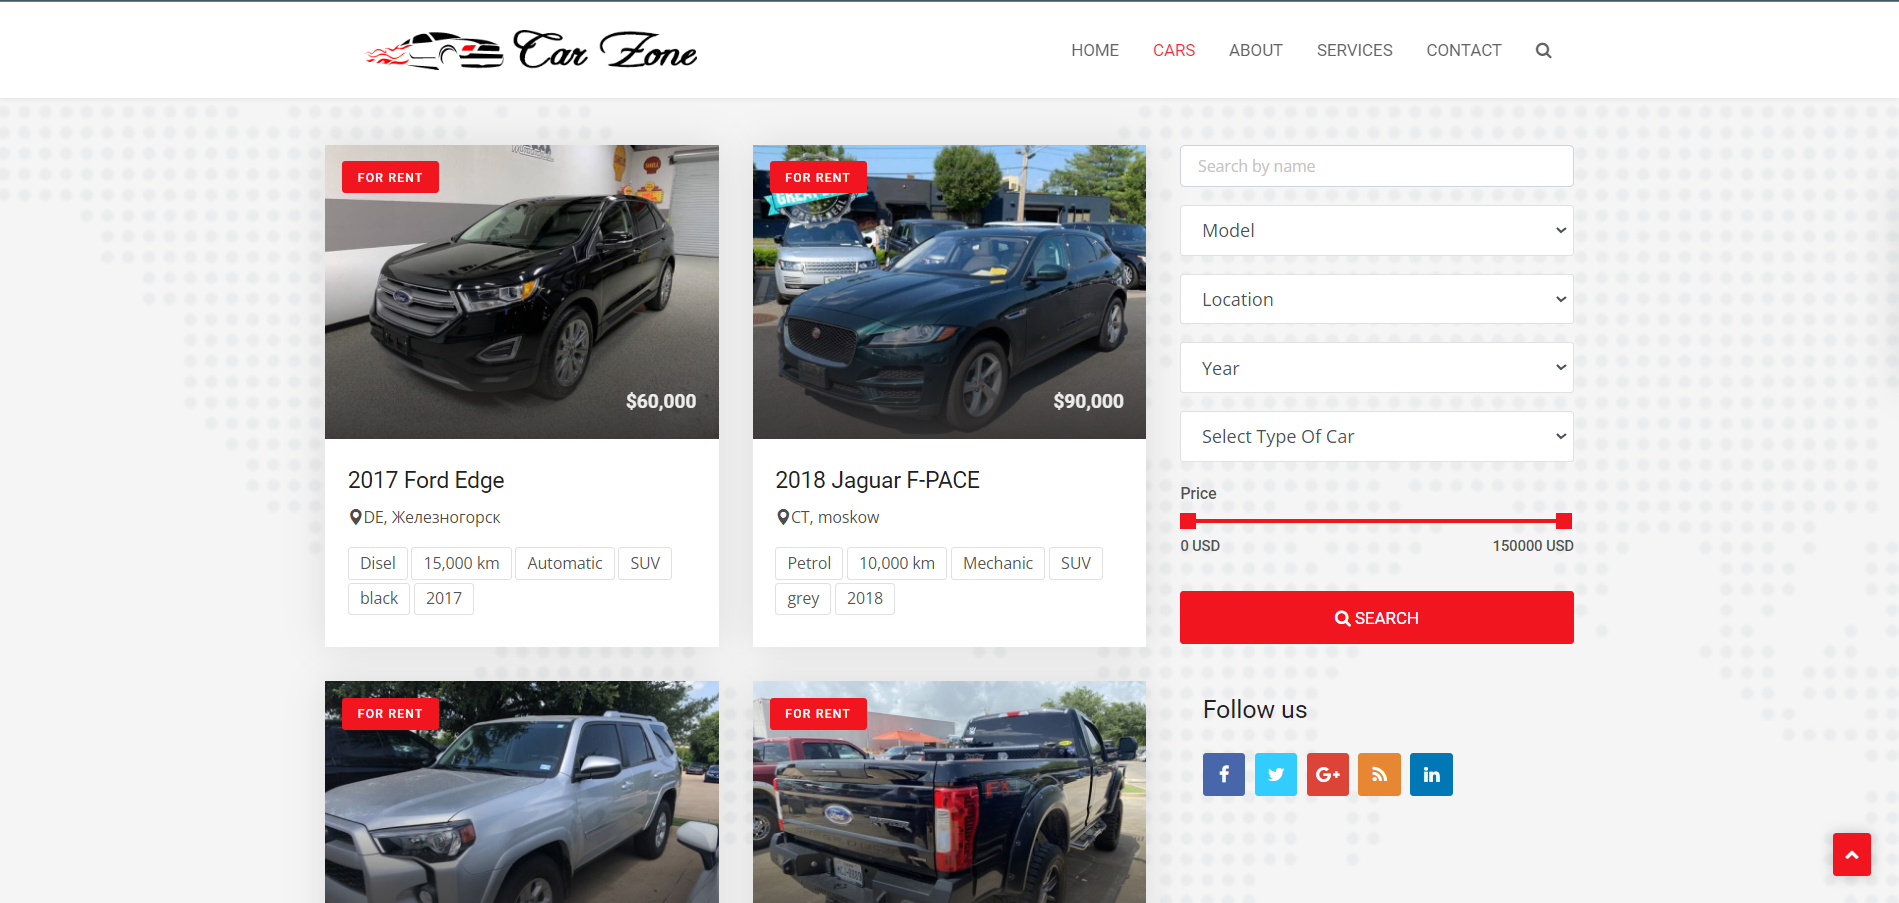 Car Zone
HOME
CARS
ABOUT
SERVICES
CONTACT
FOR RENT
$60,000
2017 Ford Edge
DE, Железногорск
Disel
15,000 km
Automatic
SUV
black
2017
FOR RENT
$90,000
2018 Jaguar F-PACE
CT, moskow
Petrol
10,000 km
Mechanic
SUV
grey
2018
FOR RENT
FOR RENT
Search by name
Model
Location
Year
Select Type Of Car
Price
0 USD
150000 USD
SEARCH
Follow us